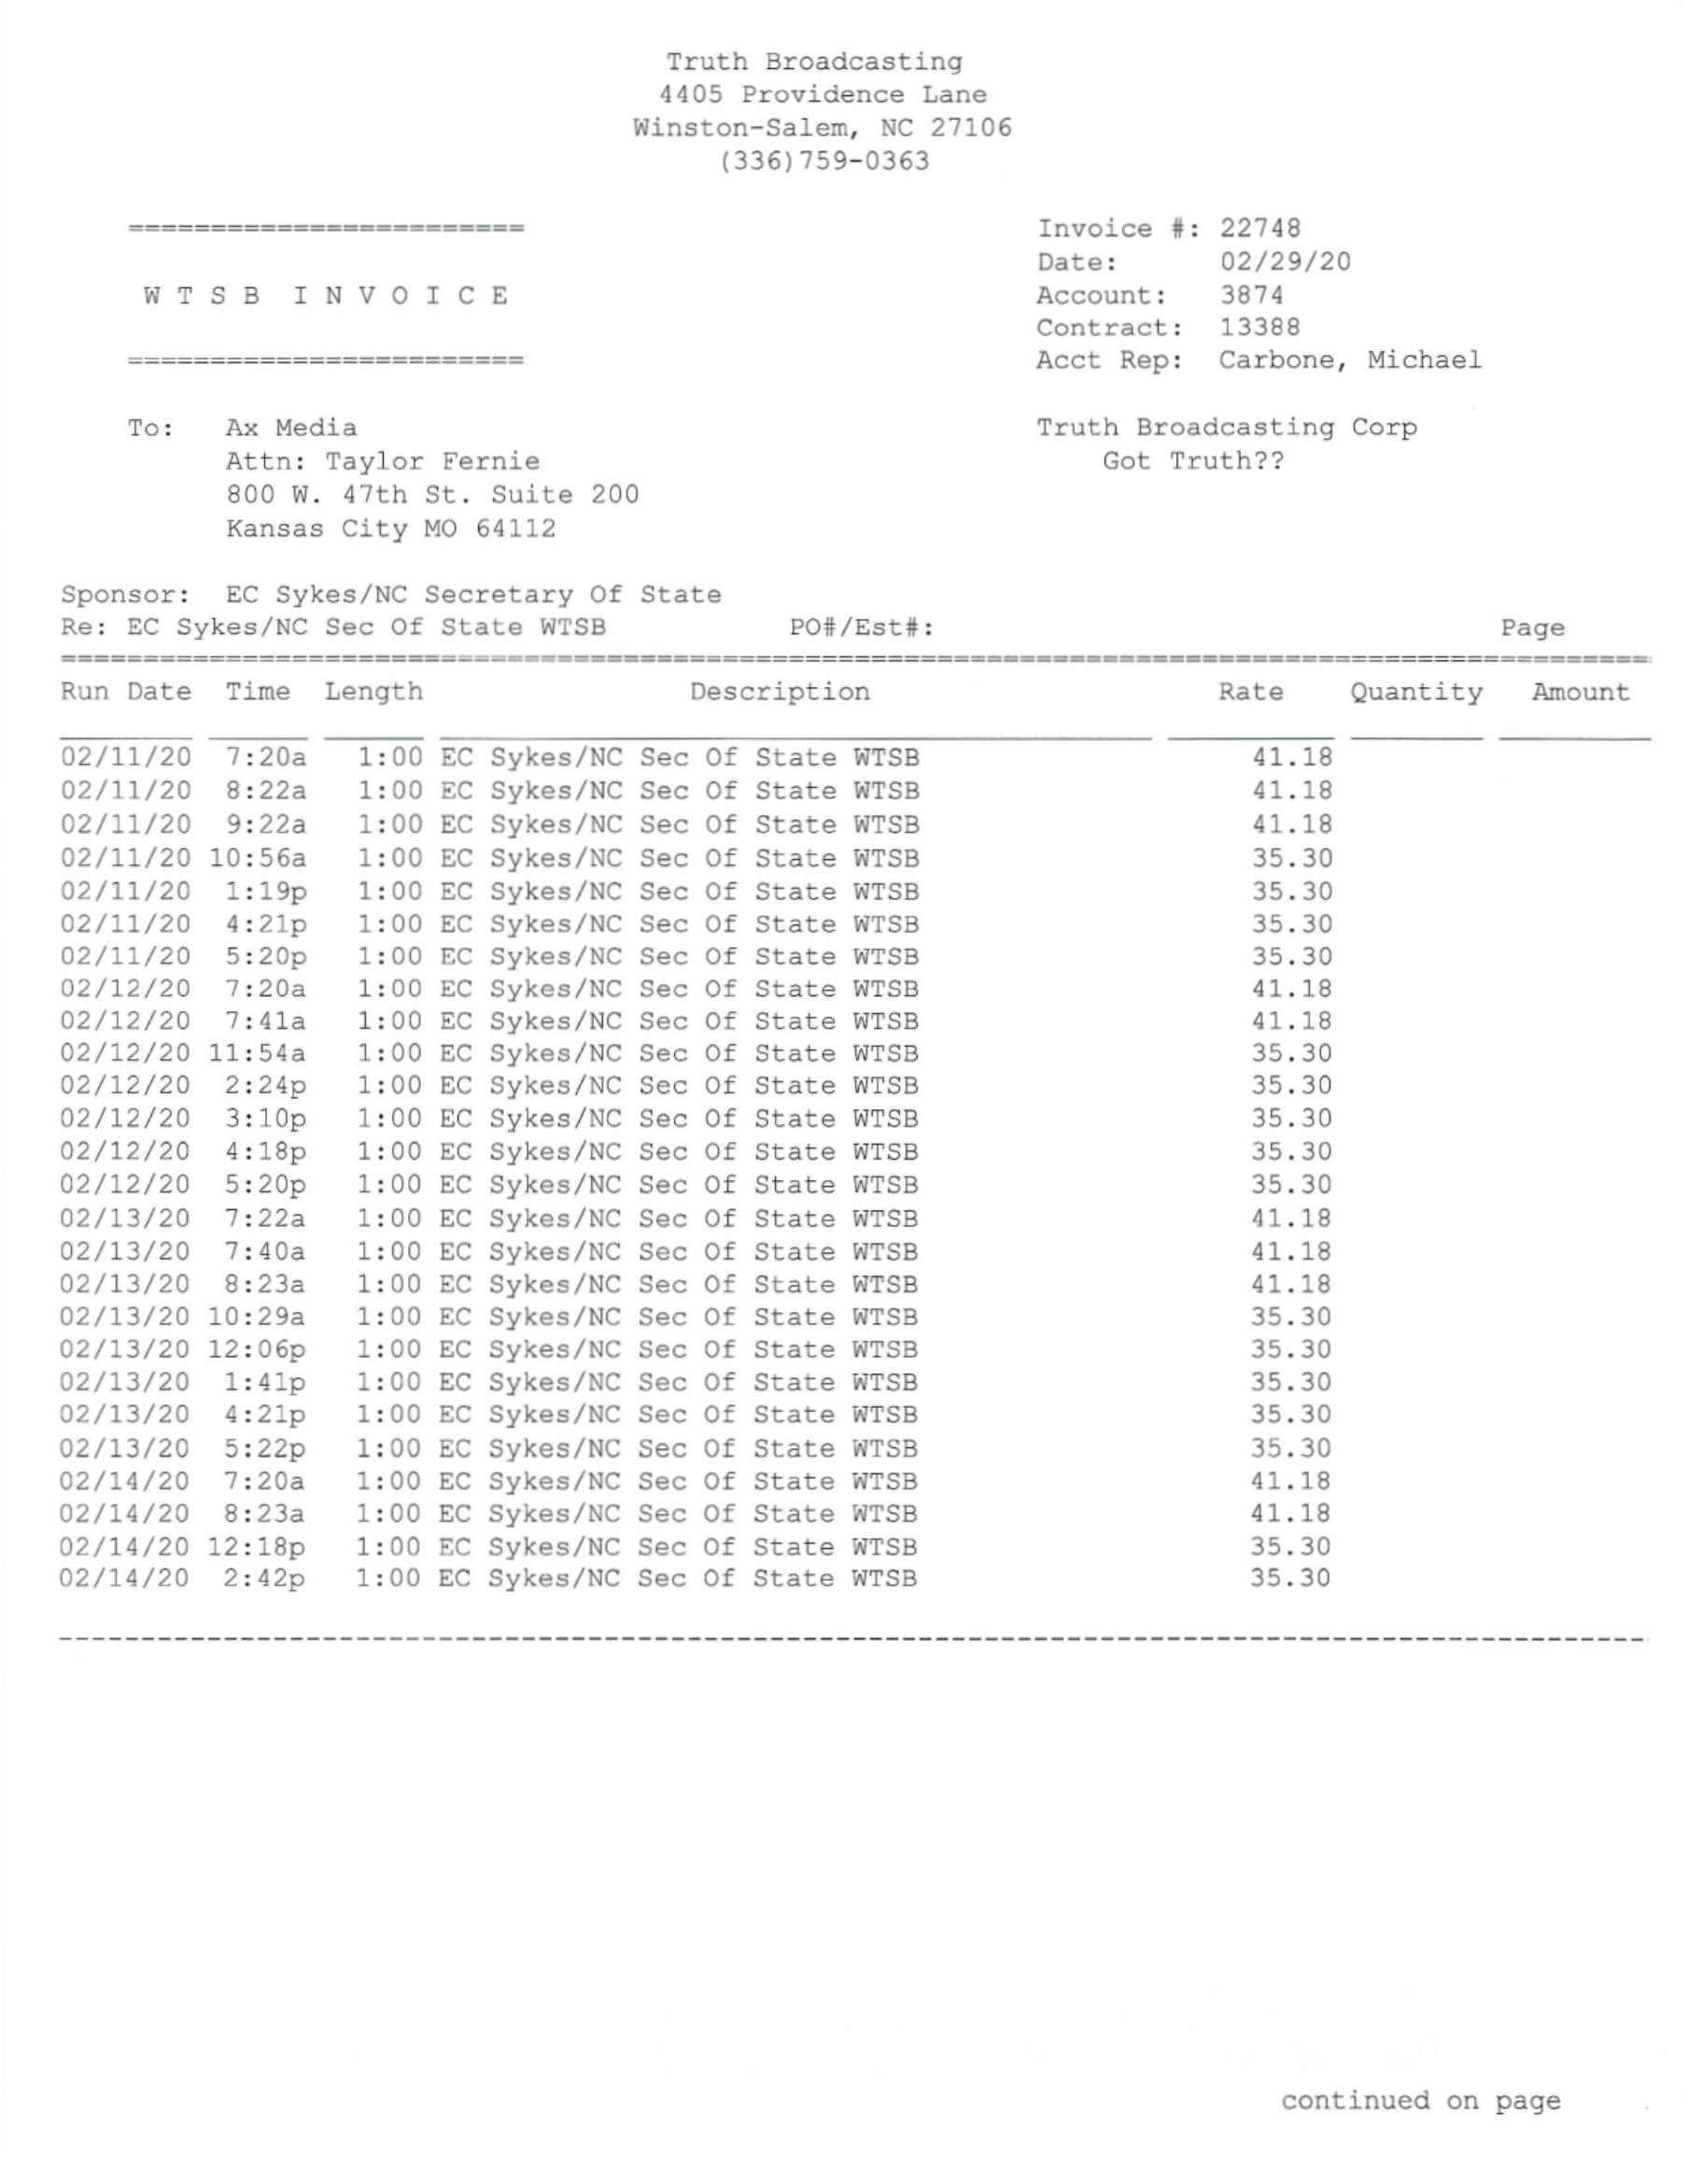 Truth Broadcasting
4405 Providence Lane
Winston-Salem, NC 27106
(336)759-0363
========================
W T S B  I N V O I C E
========================
Invoice #: 22748
Date: 02/29/20
Account: 3874
Contract: 13388
Acct Rep: Carbone, Michael
To: Ax Media
Attn: Taylor Fernie
800 W. 47th St. Suite 200
Kansas City MO 64112
Truth Broadcasting Corp
Got Truth??
Sponsor: EC Sykes/NC Secretary Of State
Re: EC Sykes/NC Sec Of State WTSB PO#/Est#: Page
Run Date Time Length Description Rate Quantity Amount
02/11/20 7:20a 1:00 EC Sykes/NC Sec Of State WTSB 41.18
02/11/20 8:22a 1:00 EC Sykes/NC Sec Of State WTSB 41.18
02/11/20 9:22a 1:00 EC Sykes/NC Sec Of State WTSB 41.18
02/11/20 10:56a 1:00 EC Sykes/NC Sec Of State WTSB 35.30
02/11/20 1:19p 1:00 EC Sykes/NC Sec Of State WTSB 35.30
02/11/20 4:21p 1:00 EC Sykes/NC Sec Of State WTSB 35.30
02/11/20 5:20p 1:00 EC Sykes/NC Sec Of State WTSB 35.30
02/12/20 7:20a 1:00 EC Sykes/NC Sec Of State WTSB 41.18
02/12/20 7:41a 1:00 EC Sykes/NC Sec Of State WTSB 41.18
02/12/20 11:54a 1:00 EC Sykes/NC Sec Of State WTSB 35.30
02/12/20 2:24p 1:00 EC Sykes/NC Sec Of State WTSB 35.30
02/12/20 3:10p 1:00 EC Sykes/NC Sec Of State WTSB 35.30
02/12/20 4:18p 1:00 EC Sykes/NC Sec Of State WTSB 35.30
02/12/20 5:20p 1:00 EC Sykes/NC Sec Of State WTSB 35.30
02/13/20 7:22a 1:00 EC Sykes/NC Sec Of State WTSB 41.18
02/13/20 7:40a 1:00 EC Sykes/NC Sec Of State WTSB 41.18
02/13/20 8:23a 1:00 EC Sykes/NC Sec Of State WTSB 41.18
02/13/20 10:29a 1:00 EC Sykes/NC Sec Of State WTSB 35.30
02/13/20 12:06p 1:00 EC Sykes/NC Sec Of State WTSB 35.30
02/13/20 1:41p 1:00 EC Sykes/NC Sec Of State WTSB 35.30
02/13/20 4:21p 1:00 EC Sykes/NC Sec Of State WTSB 35.30
02/13/20 5:22p 1:00 EC Sykes/NC Sec Of State WTSB 35.30
02/14/20 7:20a 1:00 EC Sykes/NC Sec Of State WTSB 41.18
02/14/20 8:23a 1:00 EC Sykes/NC Sec Of State WTSB 41.18
02/14/20 12:18p 1:00 EC Sykes/NC Sec Of State WTSB 35.30
02/14/20 2:42p 1:00 EC Sykes/NC Sec Of State WTSB 35.30
continued on page